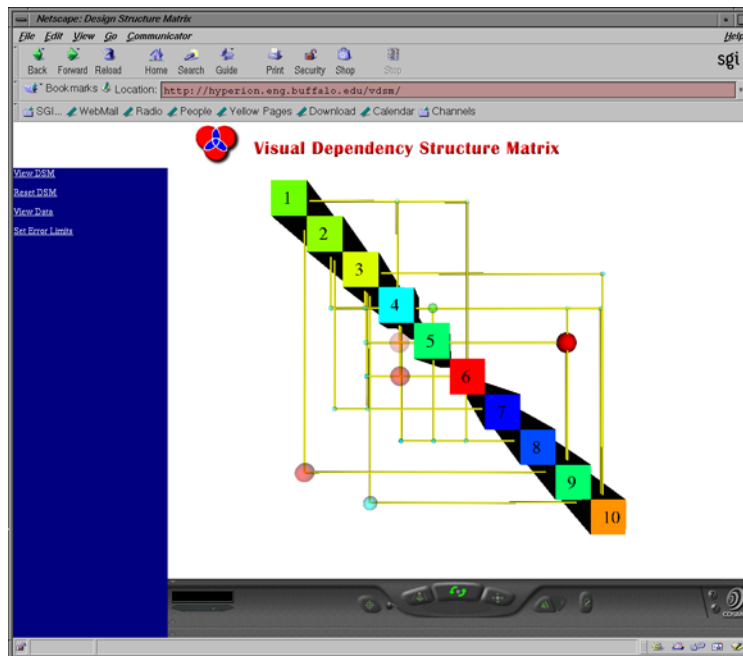 Netscape: Design Structure Matrix
File Edit View Go Communicator Help
Back Forward Reload Home Search Guide Print Security Shop Stop
sgi
Bookmarks Location: http://hyperion.eng.buffalo.edu/vdsm/
SGI... WebMail Radio People Yellow Pages Download Calendar Channels
Visual Dependency Structure Matrix
View DSM
Reset DSM
View Data
Set Error Limits
1
2
3
4
5
6
7
8
9
10